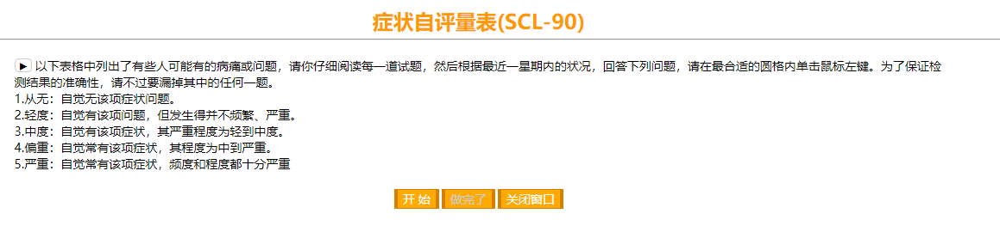 症状自评量表(SCL-90)
以下表格中列出了有些人可能有的病痛或问题，请你仔细阅读每一道试题，然后根据最近一星期内的状况，回答下列问题，请在最合适的圆格内单击鼠标左键。为了保证检
测结果的准确性，请不过要漏掉其中的任何一题。
1.从无：自觉无该项症状问题。
2.轻度：自觉有该项问题，但发生得并不频繁、严重。
3.中度：自觉有该项症状，其严重程度为轻到中度。
4.偏重：自觉常有该项症状，其程度为中到严重。
5.严重：自觉常有该项症状，频度和程度都十分严重
开 始 做完了 关闭窗口